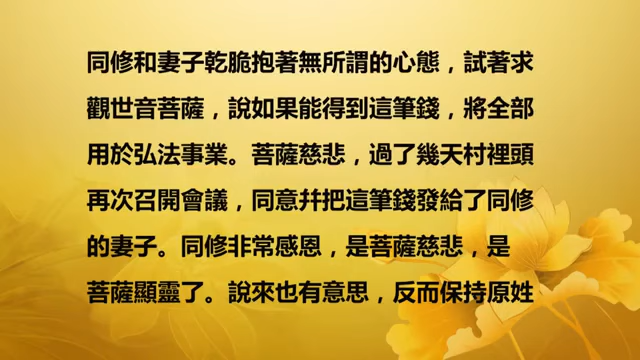 同修和妻子乾脆抱著無所謂的心態，試著求
觀世音菩薩，說如果能得到這筆錢，將全部
用於弘法事業。菩薩慈悲，過了幾天村裡頭
再次召開會議，同意幷把這筆錢發給了同修
的妻子。同修非常感恩，是菩薩慈悲，是
菩薩顯靈了。說來也有意思，反而保持原姓